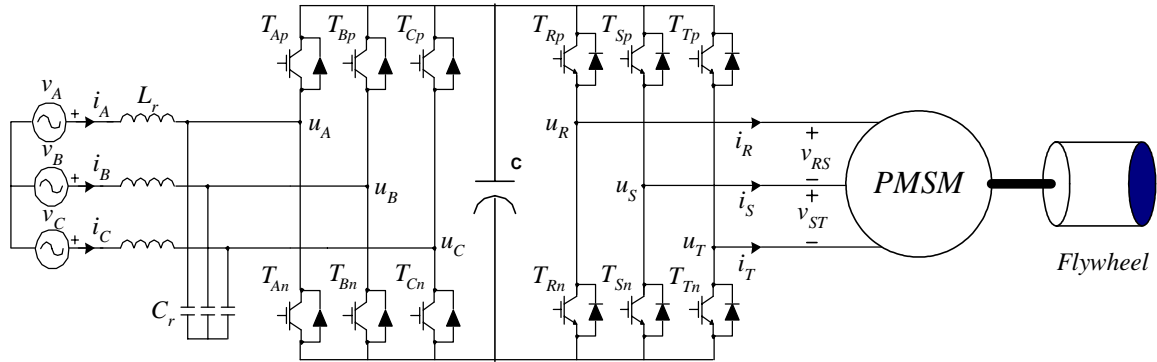 T_Ap T_Bp T_Cp T_Rp T_Sp T_Tp
v_A + i_A L_r
u_A u_R i_R + v_RS −
v_B + i_B
u_B C u_S i_S + v_ST −
PMSM
v_C + i_C
u_C u_T i_T
Flywheel
C_r T_An T_Bn T_Cn T_Rn T_Sn T_Tn